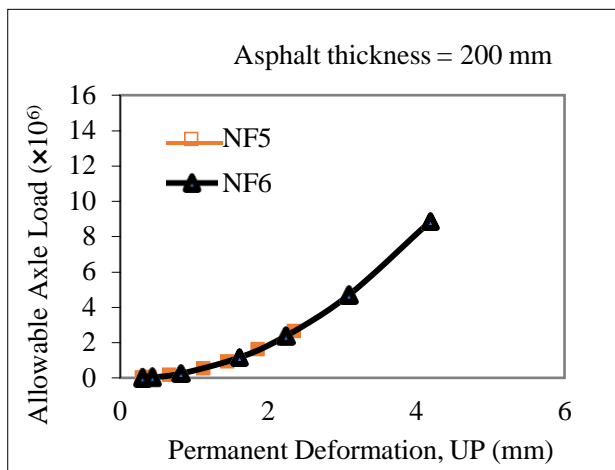 Asphalt thickness = 200 mm
Allowable Axle Load (×10⁶)
16
14
12
10
8
6
4
2
0
NF5
NF6
0 2 4 6
Permanent Deformation, UP (mm)